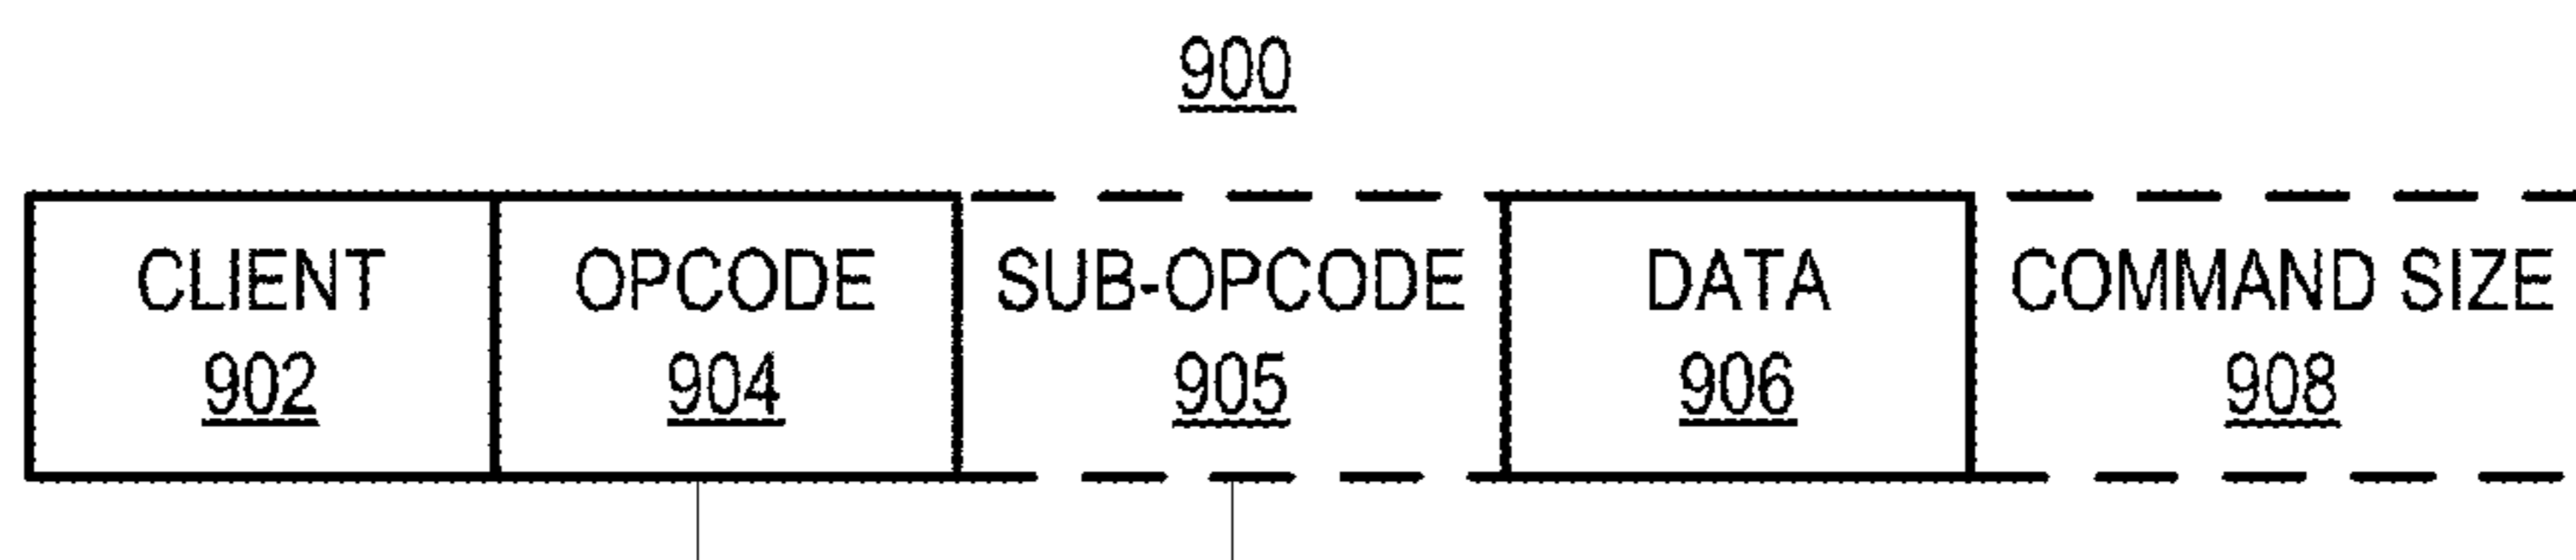 900
CLIENT OPCODE SUB-OPCODE DATA COMMAND SIZE
902 904 905 906 908